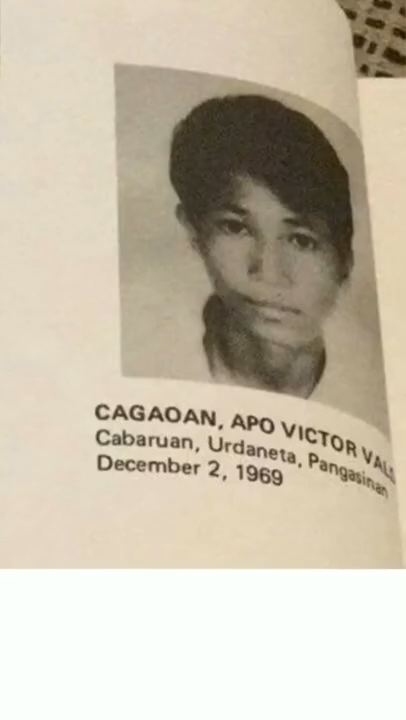 CAGAOAN, APO VICTOR
Cabaruan, Urdaneta, Pangasinan
December 2, 1969